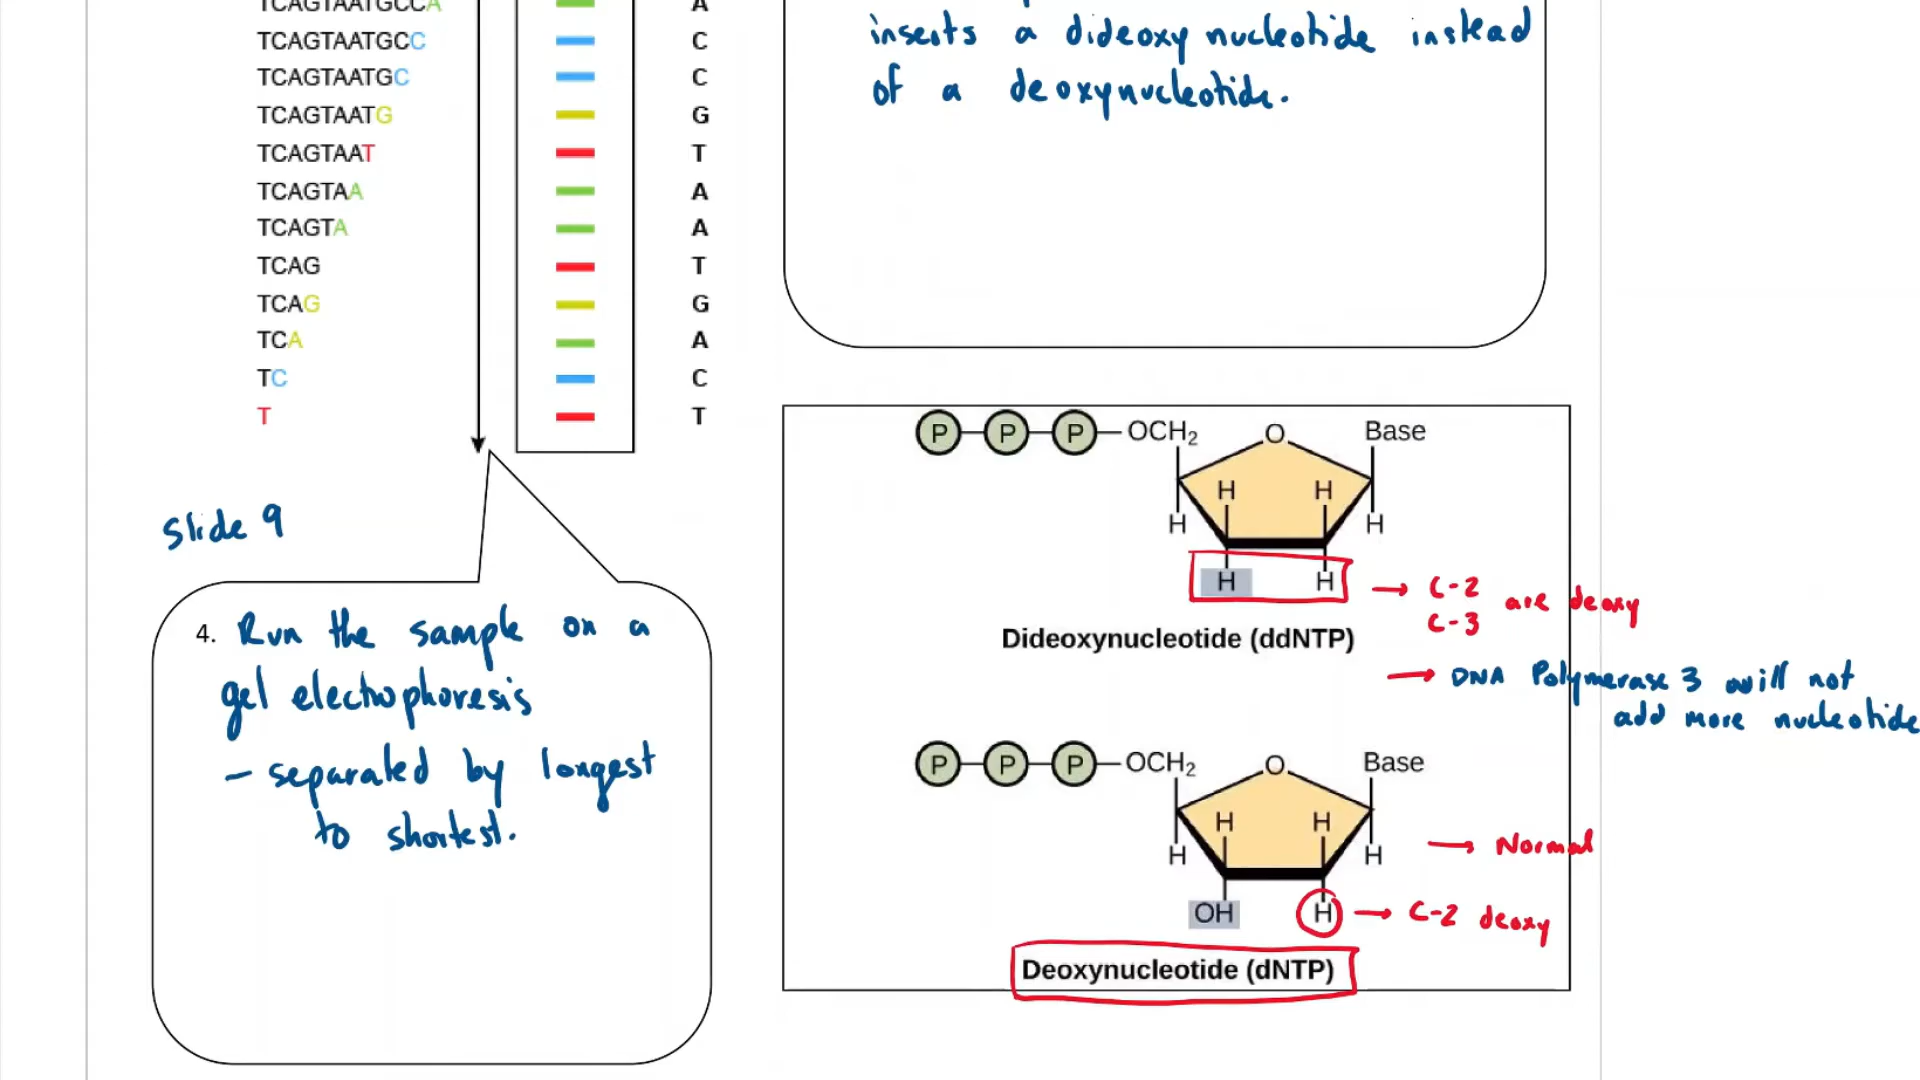 TCAGTAATGCCA A
TCAGTAATGCC C
TCAGTAATGC C
TCAGTAATG G
TCAGTAAT T
TCAGTAA A
TCAGTA A
TCAG T
TCAG G
TCA A
TC C
T T
inserts a dideoxy nucleotide instead
of a deoxynucleotide.
slide 9
4. Run the sample on a
gel electrophoresis
- separated by longest
to shortest.
P P P OCH2 O Base
H H
H H
H H
→ C-2
C-3 are deoxy
Dideoxynucleotide (ddNTP)
→ DNA Polymerase 3 will not
add more nucleotide
P P P OCH2 O Base
H H
H H
→ Normal
OH H → C-2 deoxy
Deoxynucleotide (dNTP)